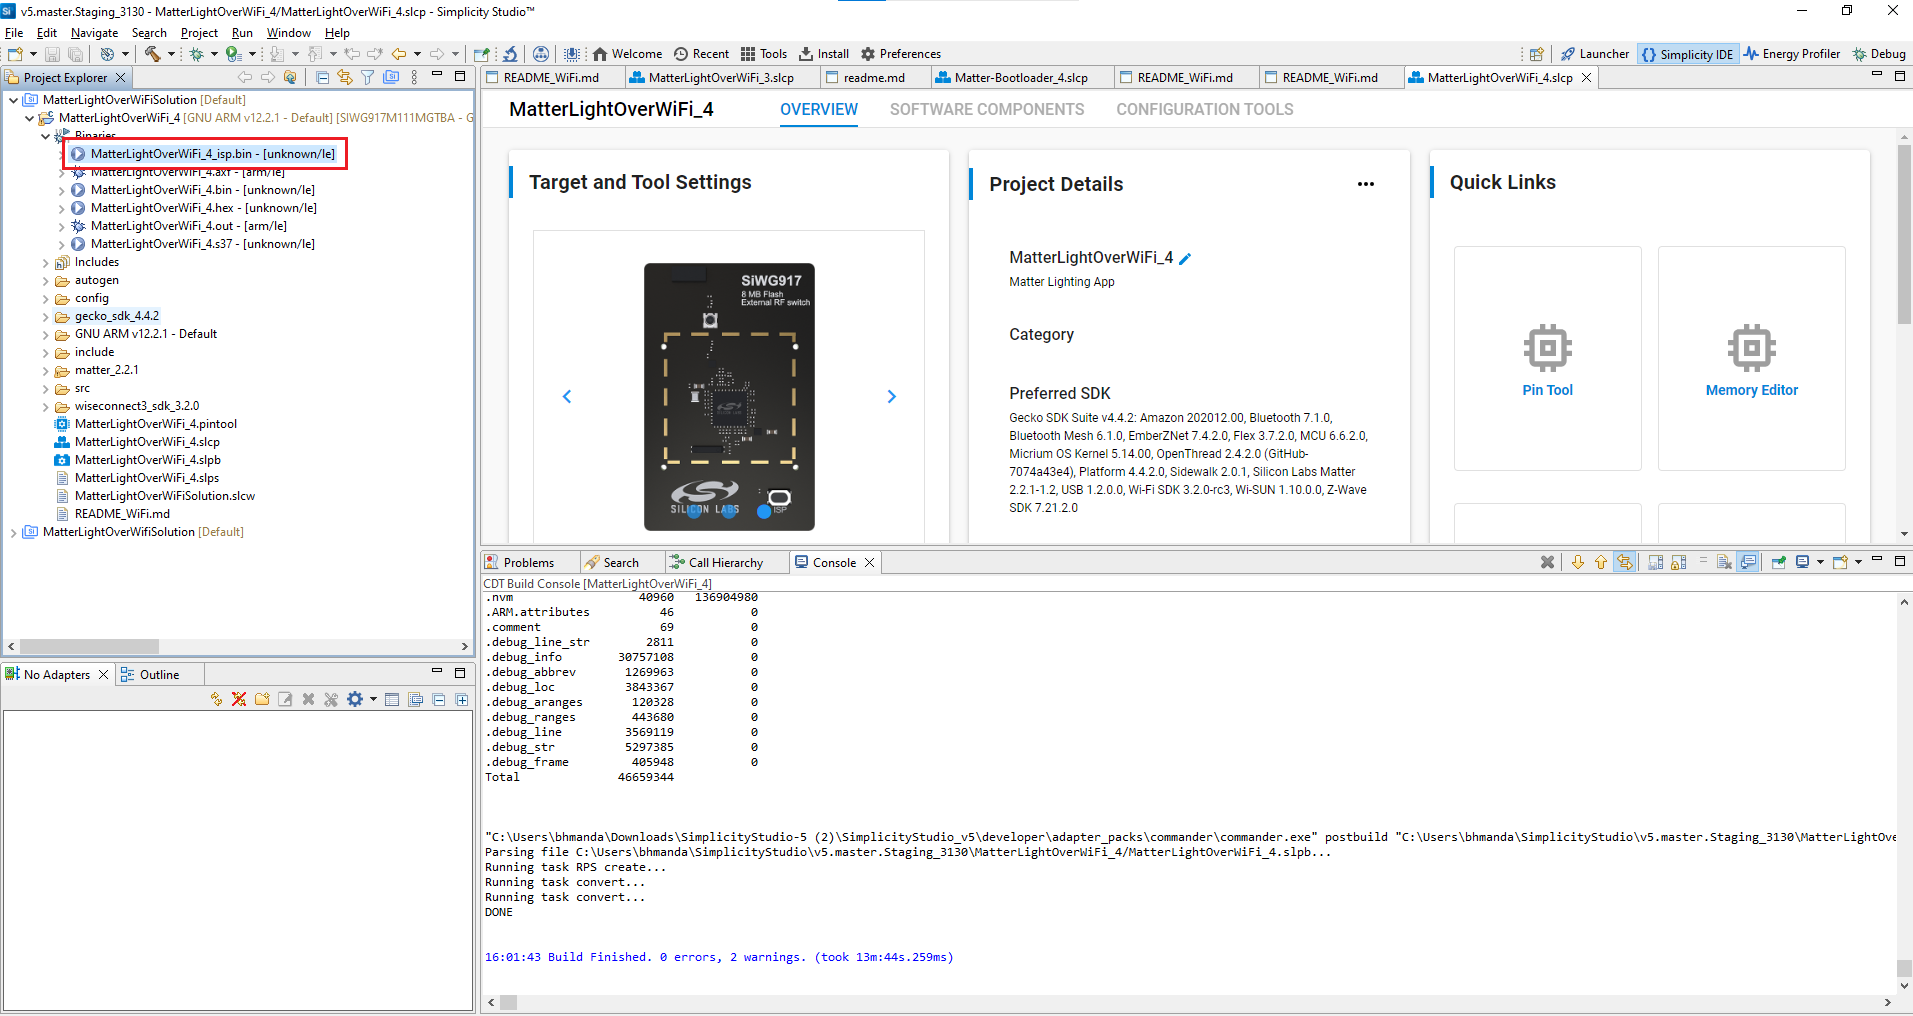 v5.master.Staging_3130 - MatterLightOverWiFi_4/MatterLightOverWiFi_4.slcp - Simplicity Studio™
File Edit Navigate Search Project Run Window Help
Welcome Recent Tools Install Preferences
Launcher Simplicity IDE Energy Profiler Debug
Project Explorer
README_WiFi.md MatterLightOverWiFi_3.slcp readme.md Matter-Bootloader_4.slcp README_WiFi.md README_WiFi.md MatterLightOverWiFi_4.slcp
MatterLightOverWiFiSolution [Default]
MatterLightOverWiFi_4 [GNU ARM v12.2.1 - Default] [SIWG917M111MGTBA - G
Binaries
MatterLightOverWiFi_4_isp.bin - [unknown/le]
MatterLightOverWiFi_4.axf - [arm/le]
MatterLightOverWiFi_4.bin - [unknown/le]
MatterLightOverWiFi_4.hex - [unknown/le]
MatterLightOverWiFi_4.out - [arm/le]
MatterLightOverWiFi_4.s37 - [unknown/le]
Includes
autogen
config
gecko_sdk_4.4.2
GNU ARM v12.2.1 - Default
include
matter_2.2.1
src
wiseconnect3_sdk_3.2.0
MatterLightOverWiFi_4.pintool
MatterLightOverWiFi_4.slcp
MatterLightOverWiFi_4.slpb
MatterLightOverWiFi_4.slps
MatterLightOverWiFiSolution.slcw
README_WiFi.md
MatterLightOverWifiSolution [Default]
No Adapters Outline
MatterLightOverWiFi_4 OVERVIEW SOFTWARE COMPONENTS CONFIGURATION TOOLS
Target and Tool Settings
SiWG917
8 MB Flash
External RF switch
SILICON LABS
ISP
Project Details
MatterLightOverWiFi_4
Matter Lighting App
Category
Preferred SDK
Gecko SDK Suite v4.4.2: Amazon 202012.00, Bluetooth 7.1.0,
Bluetooth Mesh 6.1.0, EmberZNet 7.4.2.0, Flex 3.7.2.0, MCU 6.6.2.0,
Micrium OS Kernel 5.14.00, OpenThread 2.4.2.0 (GitHub-
7074a43e4), Platform 4.4.2.0, Sidewalk 2.0.1, Silicon Labs Matter
2.2.1-1.2, USB 1.2.0.0, Wi-Fi SDK 3.2.0-rc3, Wi-SUN 1.10.0.0, Z-Wave
SDK 7.21.2.0
Quick Links
Pin Tool
Memory Editor
Problems Search Call Hierarchy Console
CDT Build Console [MatterLightOverWiFi_4]
.nvm 40960 136904980
.ARM.attributes 46 0
.comment 69 0
.debug_line_str 2811 0
.debug_info 30757108 0
.debug_abbrev 1269963 0
.debug_loc 3843367 0
.debug_aranges 120328 0
.debug_ranges 443680 0
.debug_line 3569119 0
.debug_str 5297385 0
.debug_frame 405948 0
Total 46659344
"C:\Users\bhmanda\Downloads\SimplicityStudio-5 (2)\SimplicityStudio_v5\developer\adapter_packs\commander\commander.exe" postbuild "C:\Users\bhmanda\SimplicityStudio\v5.master.Staging_3130\MatterLightOve
Parsing file C:\Users\bhmanda\SimplicityStudio\v5.master.Staging_3130\MatterLightOverWiFi_4/MatterLightOverWiFi_4.slpb...
Running task RPS create...
Running task convert...
Running task convert...
DONE
16:01:43 Build Finished. 0 errors, 2 warnings. (took 13m:44s.259ms)